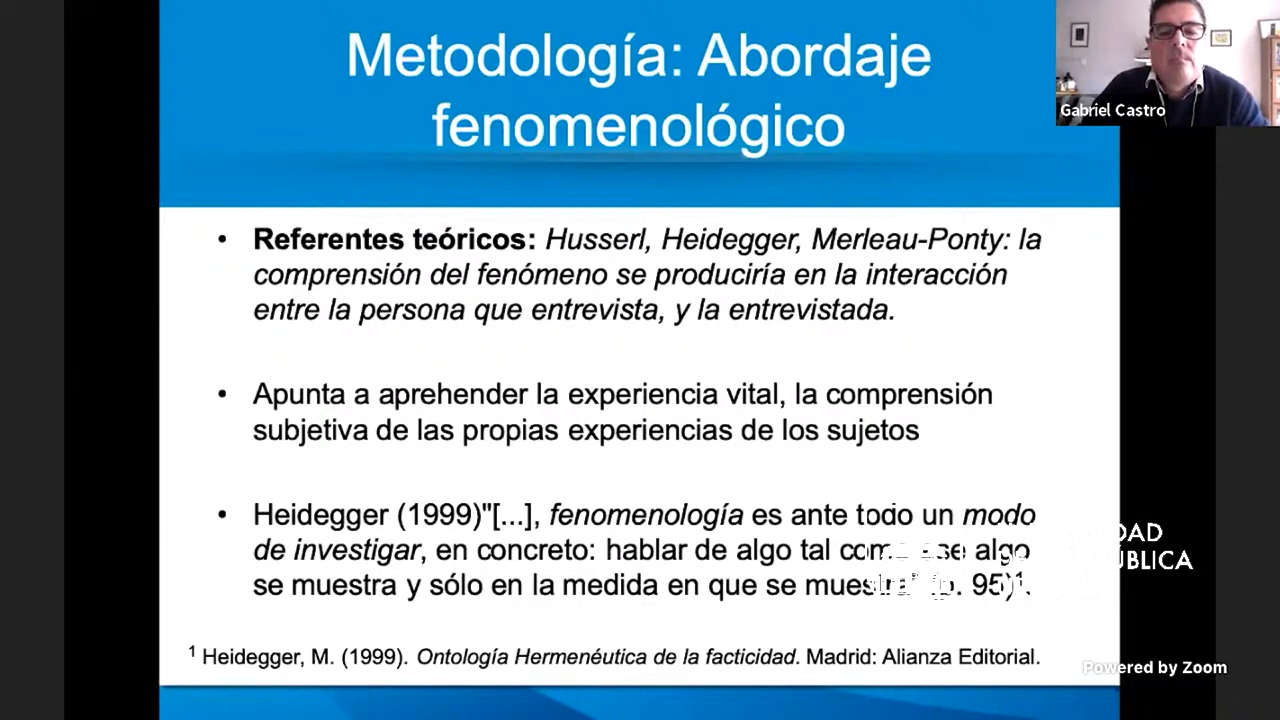 Metodología: Abordaje
fenomenológico
Gabriel Castro
• Referentes teóricos: Husserl, Heidegger, Merleau-Ponty: la
comprensión del fenómeno se produciría en la interacción
entre la persona que entrevista, y la entrevistada.
• Apunta a aprehender la experiencia vital, la comprensión
subjetiva de las propias experiencias de los sujetos
• Heidegger (1999)"[...], fenomenología es ante todo un modo
de investigar, en concreto: hablar de algo tal como ese algo
se muestra y sólo en la medida en que se muestra 95)
1 Heidegger, M. (1999). Ontología Hermenéutica de la facticidad. Madrid: Alianza Editorial.
Powered by Zoom